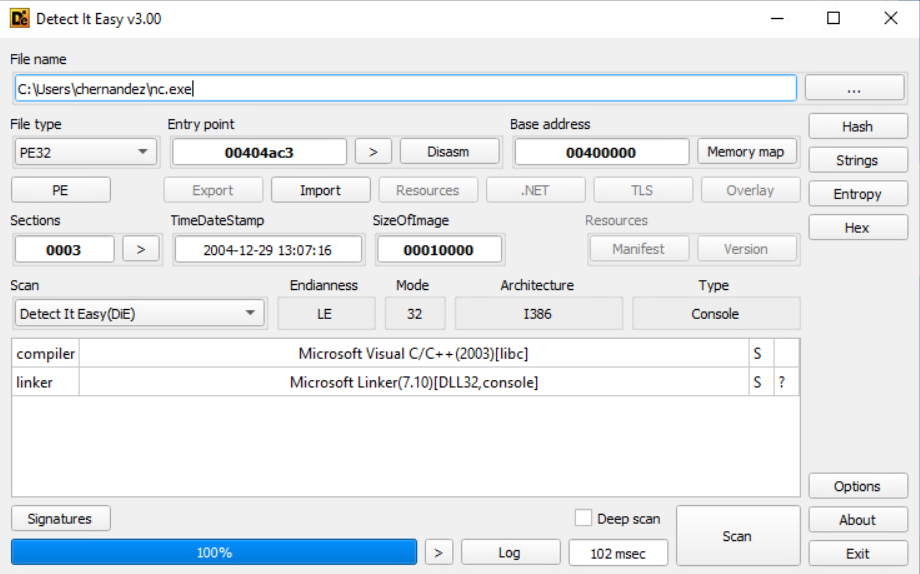 Detect It Easy v3.00
File name
C:\Users\chernandez\nc.exe
...
File type
Entry point
Base address
Hash
PE32
00404ac3
>
Disasm
00400000
Memory map
Strings
PE
Export
Import
Resources
.NET
TLS
Overlay
Entropy
Sections
TimeDateStamp
SizeOfImage
Resources
Hex
0003
>
2004-12-29 13:07:16
00010000
Manifest
Version
Scan
Endianness
Mode
Architecture
Type
Detect It Easy(DiE)
LE
32
I386
Console
compiler
Microsoft Visual C/C++(2003)[libc]
S
linker
Microsoft Linker(7.10)[DLL32,console]
S
?
Options
Signatures
Deep scan
Scan
About
100%
>
Log
102 msec
Exit